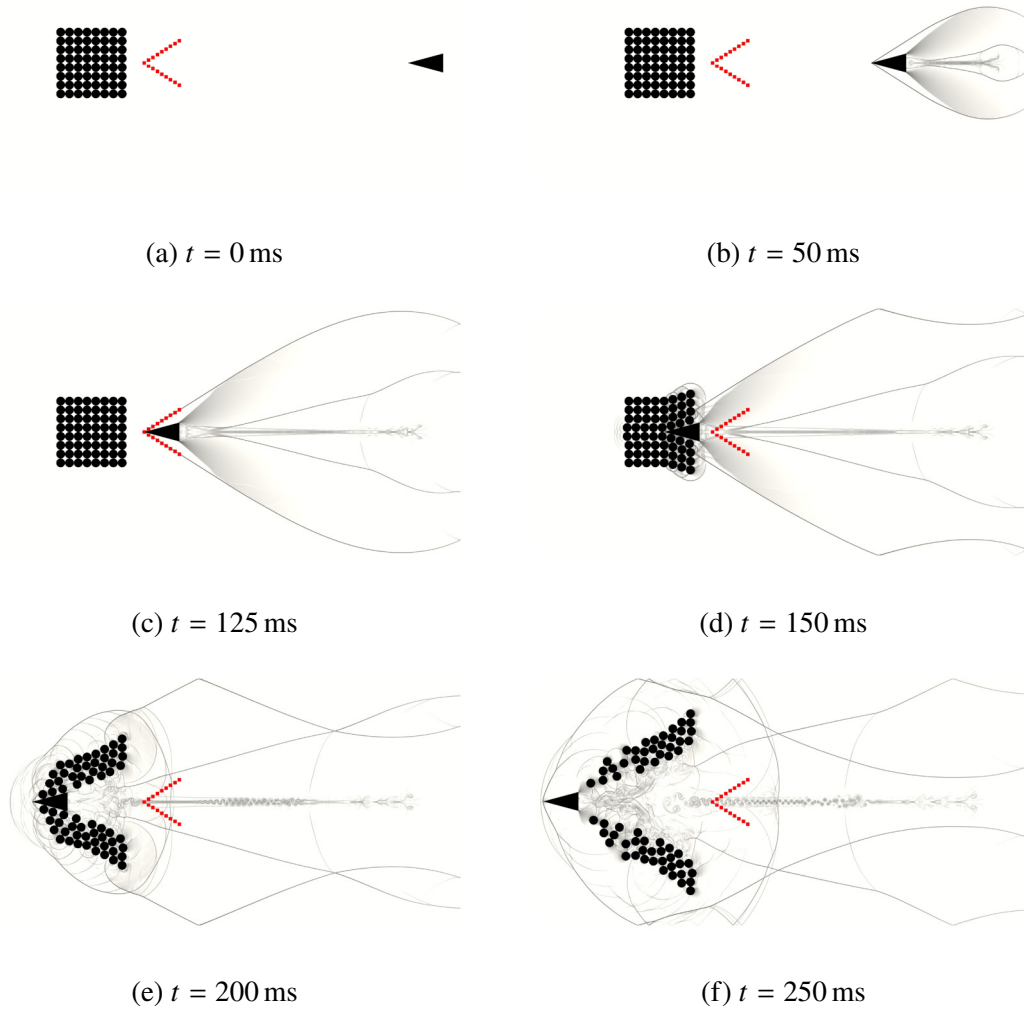 (a) t = 0 ms
(b) t = 50 ms
(c) t = 125 ms
(d) t = 150 ms
(e) t = 200 ms
(f) t = 250 ms